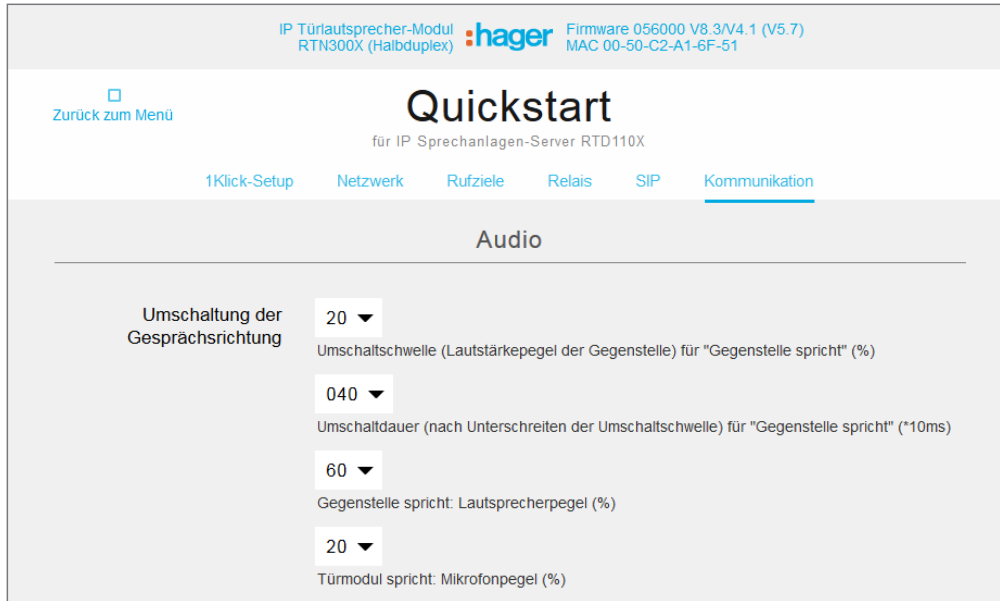 IP Türlautsprecher-Modul
RTN300X (Halbduplex)
:hager
Firmware 056000 V8.3/V4.1 (V5.7)
MAC 00-50-C2-A1-6F-51
Zurück zum Menü
Quickstart
für IP Sprechanlagen-Server RTD110X
1Klick-Setup Netzwerk Rufziele Relais SIP Kommunikation
Audio
Umschaltung der
Gesprächsrichtung
20
Umschaltschwelle (Lautstärkepegel der Gegenstelle) für "Gegenstelle spricht" (%)
040
Umschaltdauer (nach Unterschreiten der Umschaltschwelle) für "Gegenstelle spricht" (*10ms)
60
Gegenstelle spricht: Lautsprecherpegel (%)
20
Türmodul spricht: Mikrofonpegel (%)